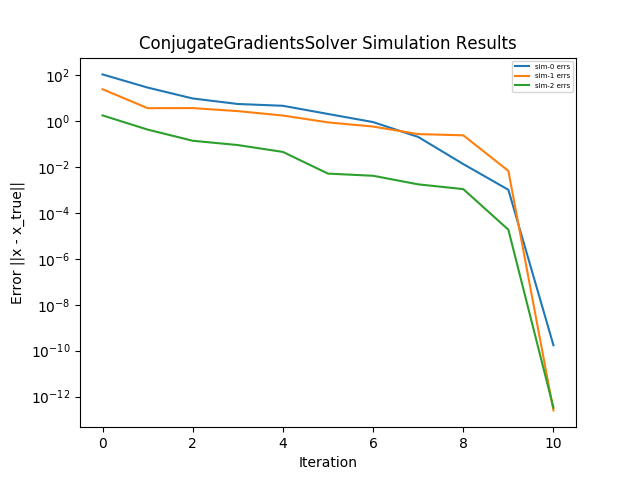 ConjugateGradientsSolver Simulation Results
sim-0 errs
sim-1 errs
sim-2 errs
10²
10⁰
10⁻²
10⁻⁴
10⁻⁶
10⁻⁸
10⁻¹⁰
10⁻¹²
Error ||x - x_true||
0 2 4 6 8 10
Iteration